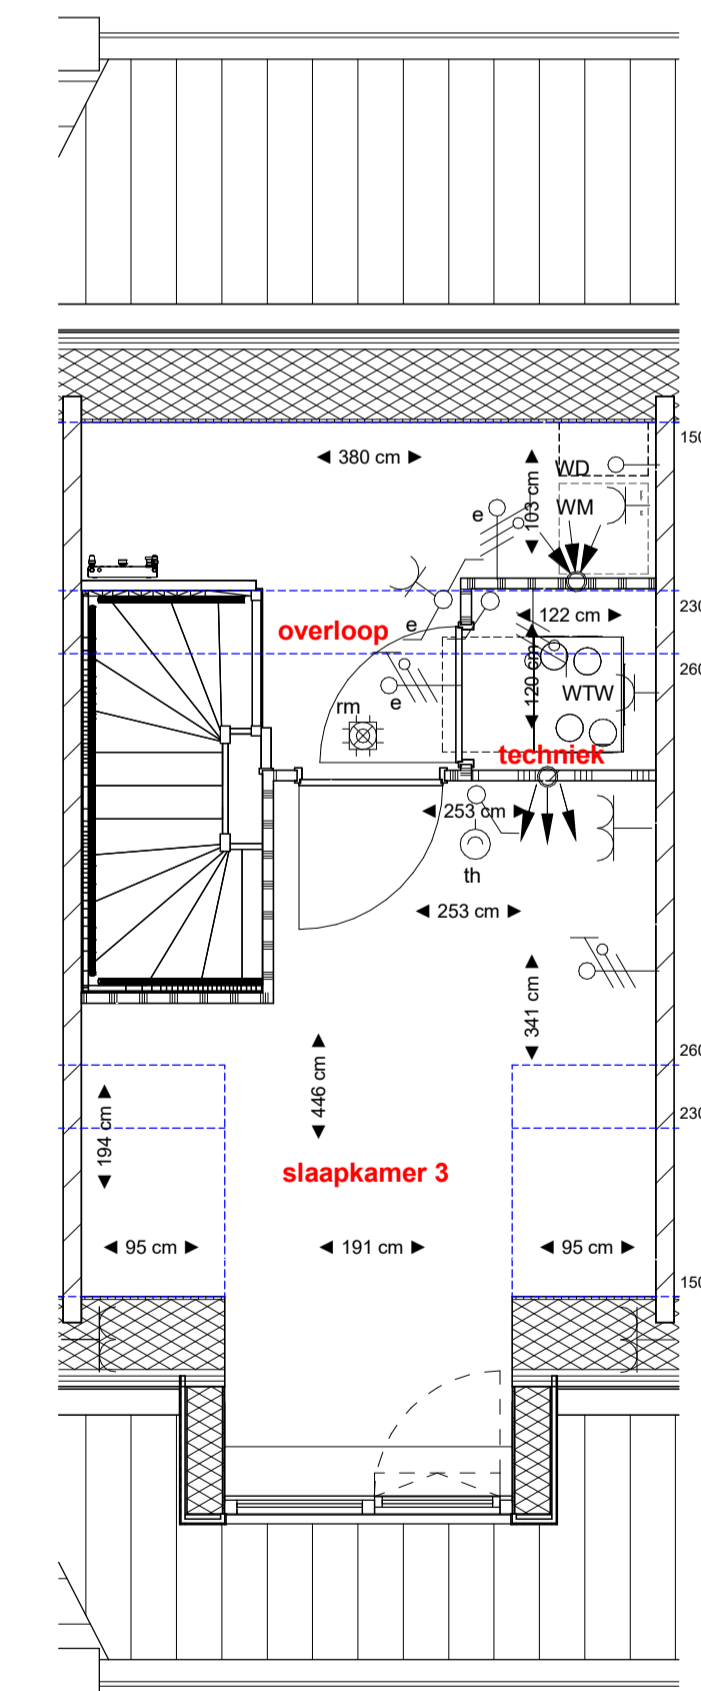 150
◄ 380 cm ►
WD
◄ 103 cm ►
WM
e
230
◄ 122 cm ►
overloop
e
260
◄ 120 cm ►
WTW
e
rm
techniek
◄ 253 cm ►
th
◄ 253 cm ►
◄ 341 cm ►
260
◄ 446 cm ►
230
◄ 194 cm ►
slaapkamer 3
◄ 95 cm ►
◄ 191 cm ►
◄ 95 cm ►
150